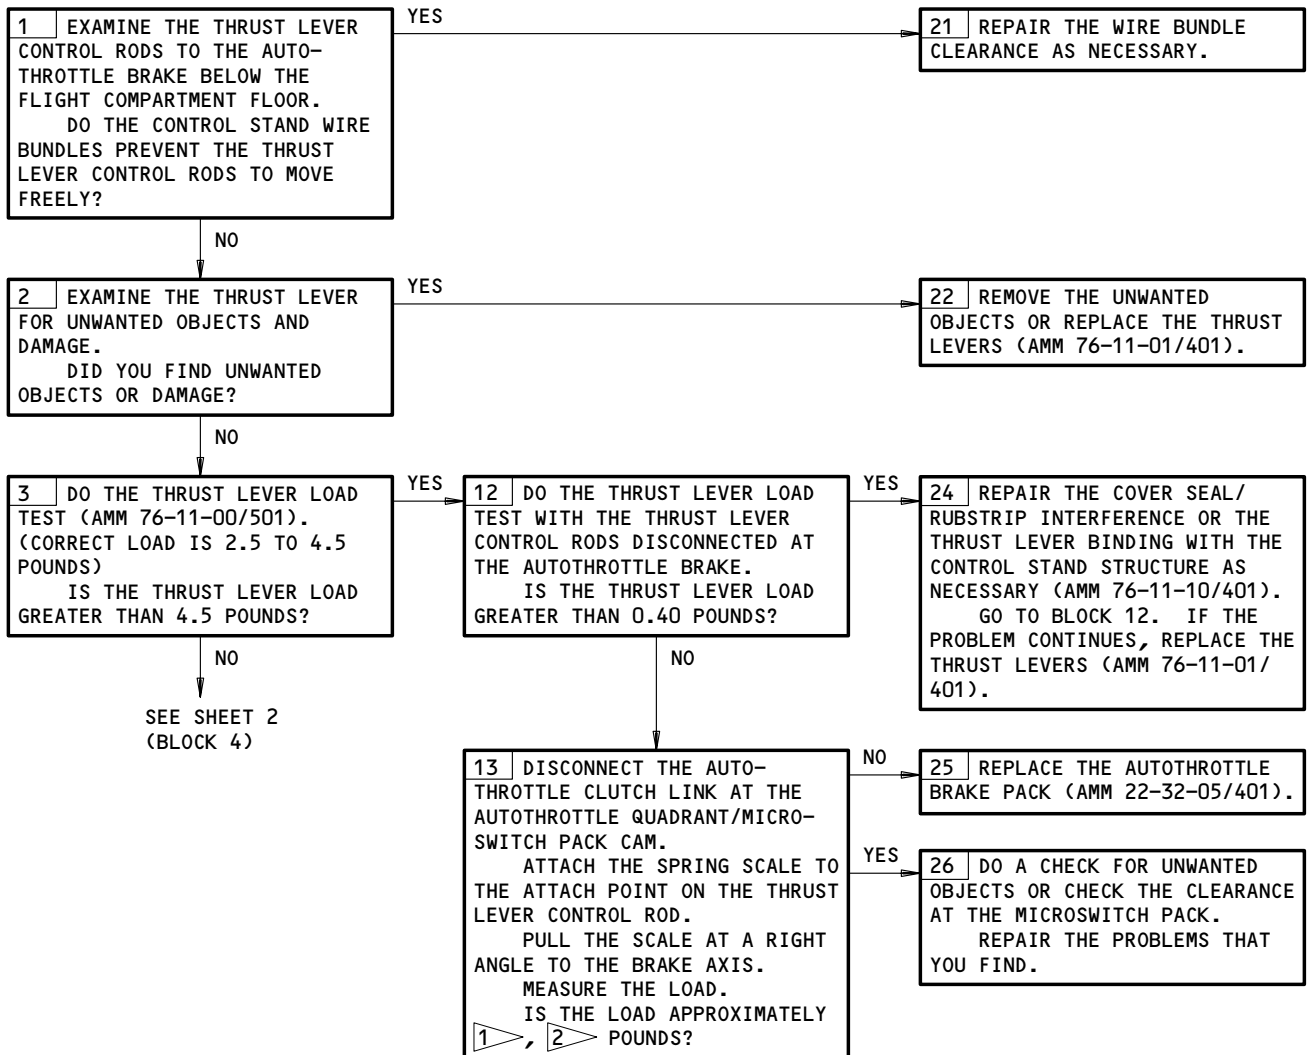 1 EXAMINE THE THRUST LEVER
CONTROL RODS TO THE AUTO-
THROTTLE BRAKE BELOW THE
FLIGHT COMPARTMENT FLOOR.
DO THE CONTROL STAND WIRE
BUNDLES PREVENT THE THRUST
LEVER CONTROL RODS TO MOVE
FREELY?
YES
21 REPAIR THE WIRE BUNDLE
CLEARANCE AS NECESSARY.
NO
2 EXAMINE THE THRUST LEVER
FOR UNWANTED OBJECTS AND
DAMAGE.
DID YOU FIND UNWANTED
OBJECTS OR DAMAGE?
YES
22 REMOVE THE UNWANTED
OBJECTS OR REPLACE THE THRUST
LEVERS (AMM 76-11-01/401).
NO
3 DO THE THRUST LEVER LOAD
TEST (AMM 76-11-00/501).
(CORRECT LOAD IS 2.5 TO 4.5
POUNDS)
IS THE THRUST LEVER LOAD
GREATER THAN 4.5 POUNDS?
YES
12 DO THE THRUST LEVER LOAD
TEST WITH THE THRUST LEVER
CONTROL RODS DISCONNECTED AT
THE AUTOTHROTTLE BRAKE.
IS THE THRUST LEVER LOAD
GREATER THAN 0.40 POUNDS?
YES
24 REPAIR THE COVER SEAL/
RUBSTRIP INTERFERENCE OR THE
THRUST LEVER BINDING WITH THE
CONTROL STAND STRUCTURE AS
NECESSARY (AMM 76-11-10/401).
GO TO BLOCK 12. IF THE
PROBLEM CONTINUES, REPLACE THE
THRUST LEVERS (AMM 76-11-01/
401).
NO
SEE SHEET 2
(BLOCK 4)
NO
13 DISCONNECT THE AUTO-
THROTTLE CLUTCH LINK AT THE
AUTOTHROTTLE QUADRANT/MICRO-
SWITCH PACK CAM.
ATTACH THE SPRING SCALE TO
THE ATTACH POINT ON THE THRUST
LEVER CONTROL ROD.
PULL THE SCALE AT A RIGHT
ANGLE TO THE BRAKE AXIS.
MEASURE THE LOAD.
IS THE LOAD APPROXIMATELY
1, 2 POUNDS?
NO
25 REPLACE THE AUTOTHROTTLE
BRAKE PACK (AMM 22-32-05/401).
YES
26 DO A CHECK FOR UNWANTED
OBJECTS OR CHECK THE CLEARANCE
AT THE MICROSWITCH PACK.
REPAIR THE PROBLEMS THAT
YOU FIND.